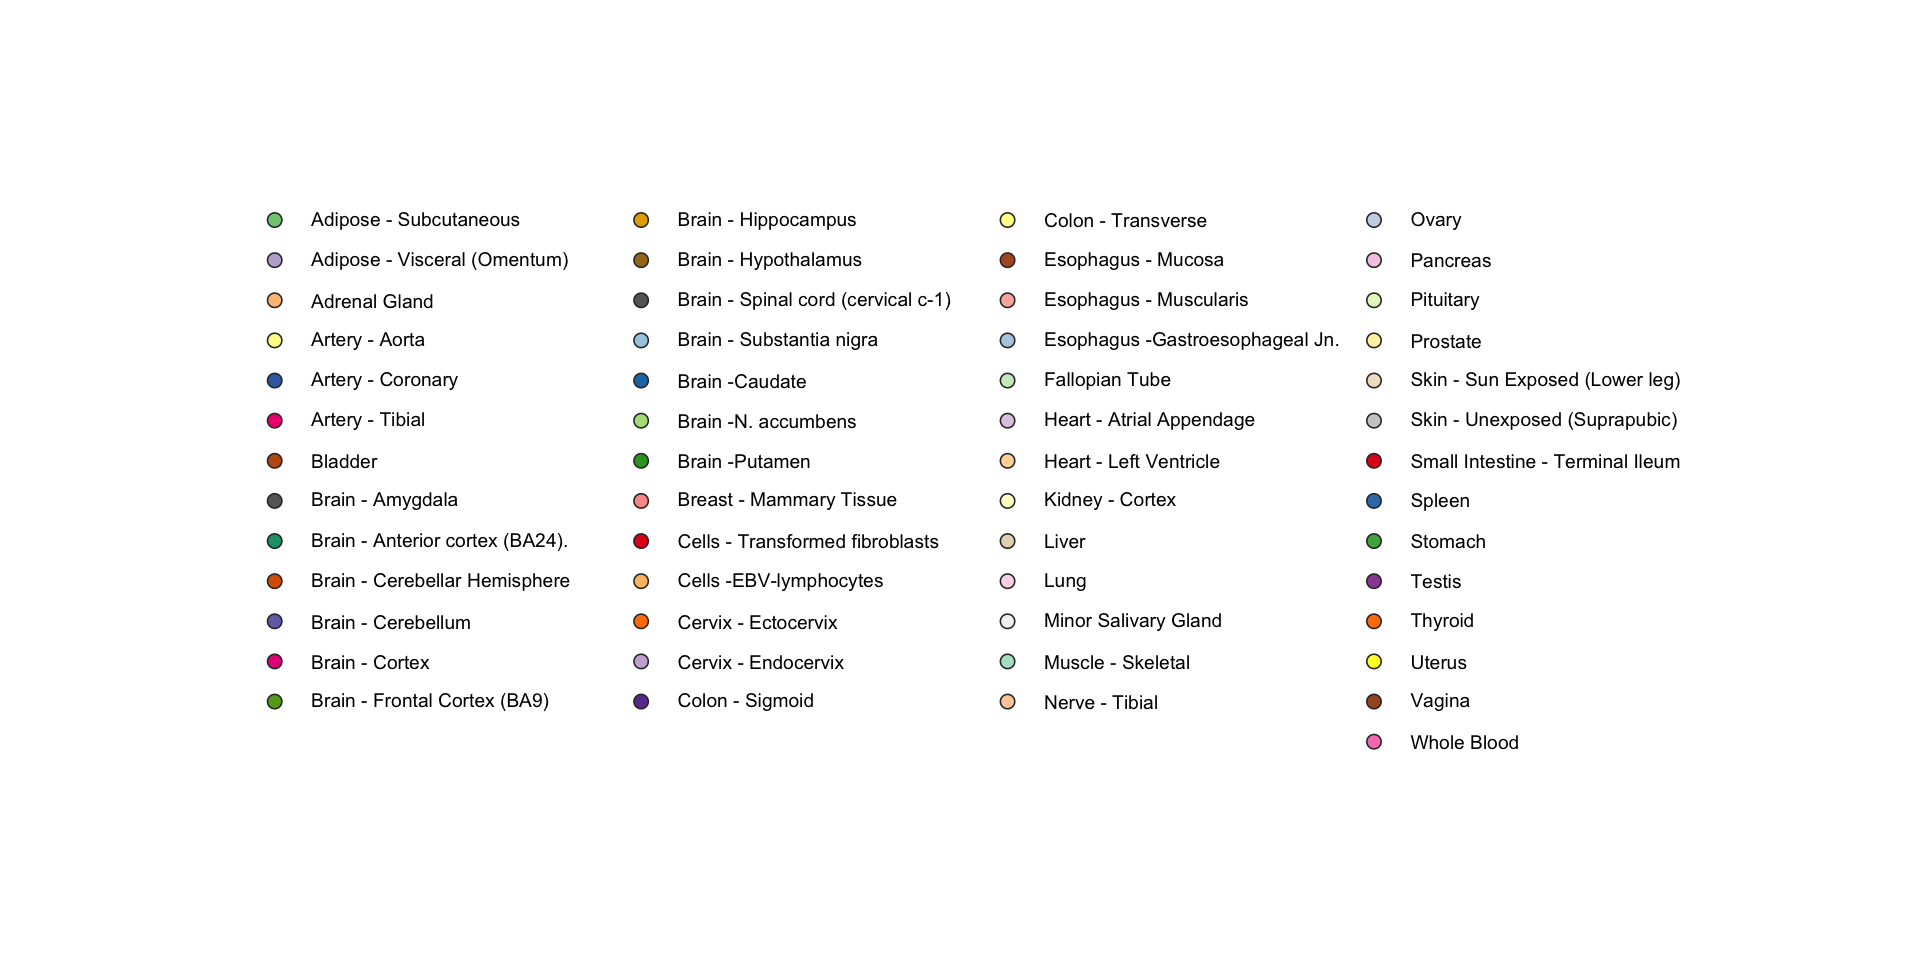 Adipose - Subcutaneous
Adipose - Visceral (Omentum)
Adrenal Gland
Artery - Aorta
Artery - Coronary
Artery - Tibial
Bladder
Brain - Amygdala
Brain - Anterior cortex (BA24).
Brain - Cerebellar Hemisphere
Brain - Cerebellum
Brain - Cortex
Brain - Frontal Cortex (BA9)
Brain - Hippocampus
Brain - Hypothalamus
Brain - Spinal cord (cervical c-1)
Brain - Substantia nigra
Brain -Caudate
Brain -N. accumbens
Brain -Putamen
Breast - Mammary Tissue
Cells - Transformed fibroblasts
Cells -EBV-lymphocytes
Cervix - Ectocervix
Cervix - Endocervix
Colon - Sigmoid
Colon - Transverse
Esophagus - Mucosa
Esophagus - Muscularis
Esophagus -Gastroesophageal Jn.
Fallopian Tube
Heart - Atrial Appendage
Heart - Left Ventricle
Kidney - Cortex
Liver
Lung
Minor Salivary Gland
Muscle - Skeletal
Nerve - Tibial
Ovary
Pancreas
Pituitary
Prostate
Skin - Sun Exposed (Lower leg)
Skin - Unexposed (Suprapubic)
Small Intestine - Terminal Ileum
Spleen
Stomach
Testis
Thyroid
Uterus
Vagina
Whole Blood